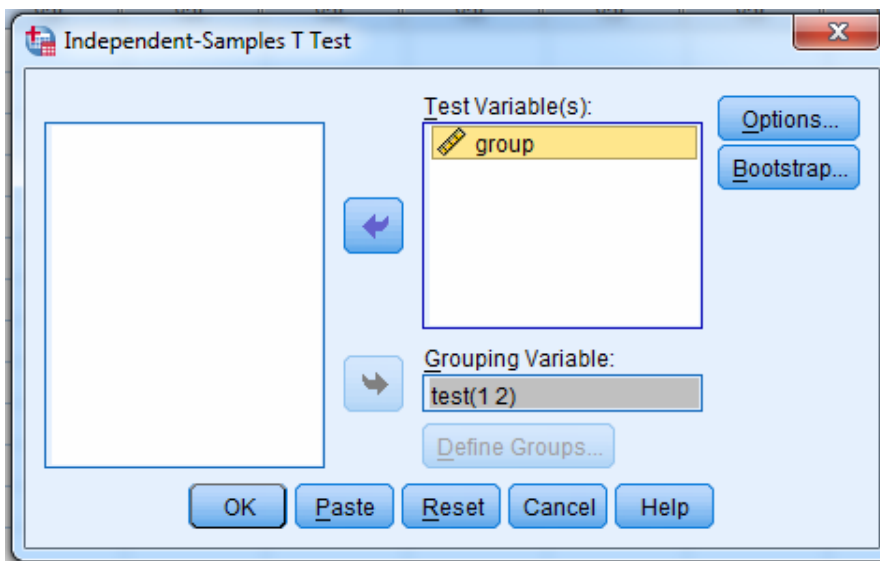 Independent-Samples T Test
X
Test Variable(s):
group
Options...
Bootstrap...
Grouping Variable:
test(1 2)
Define Groups...
OK Paste Reset Cancel Help